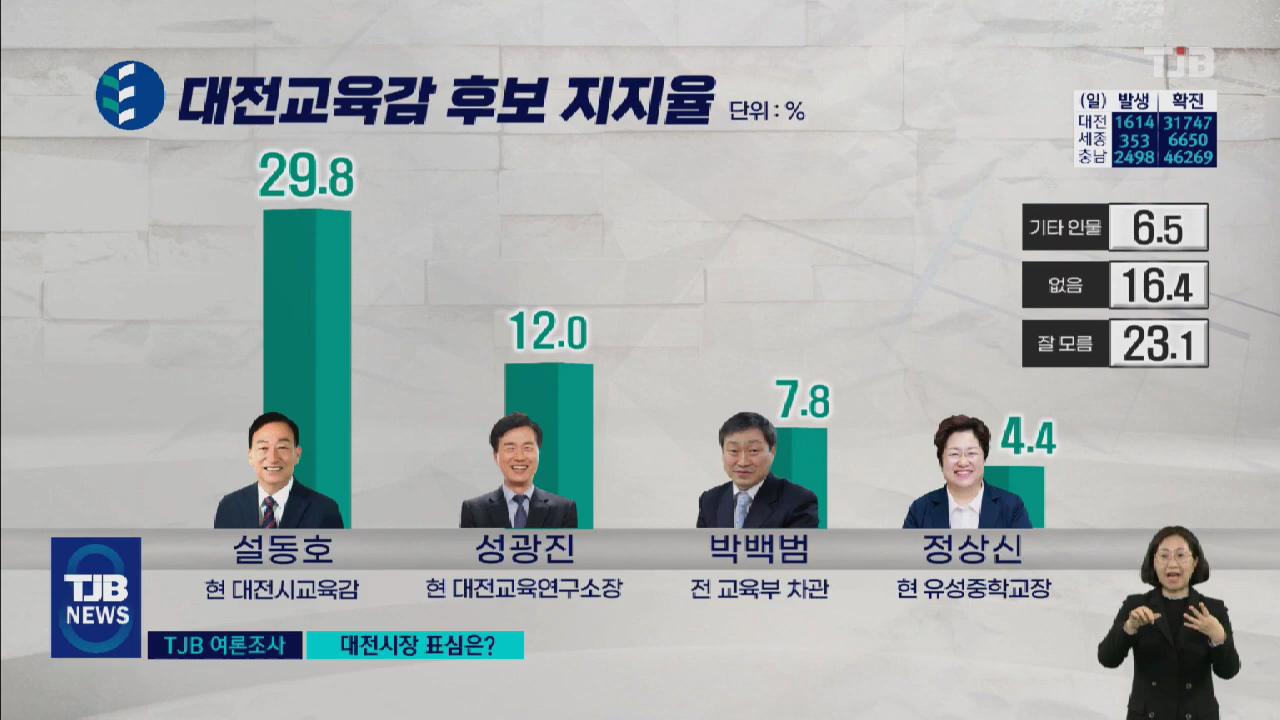 대전교육감 후보 지지율 단위 : %
TJB
(일) 발생 확진
대전 1614 31747
세종 353 6650
충남 2498 46269
29.8
12.0
7.8
4.4
기타 인물 6.5
없음 16.4
잘 모름 23.1
설동호 성광진 박백범 정상신
현 대전시교육감 현 대전교육연구소장 전 교육부 차관 현 유성중학교장
8 TJB
NEWS
TJB 여론조사 대전시장 표심은?